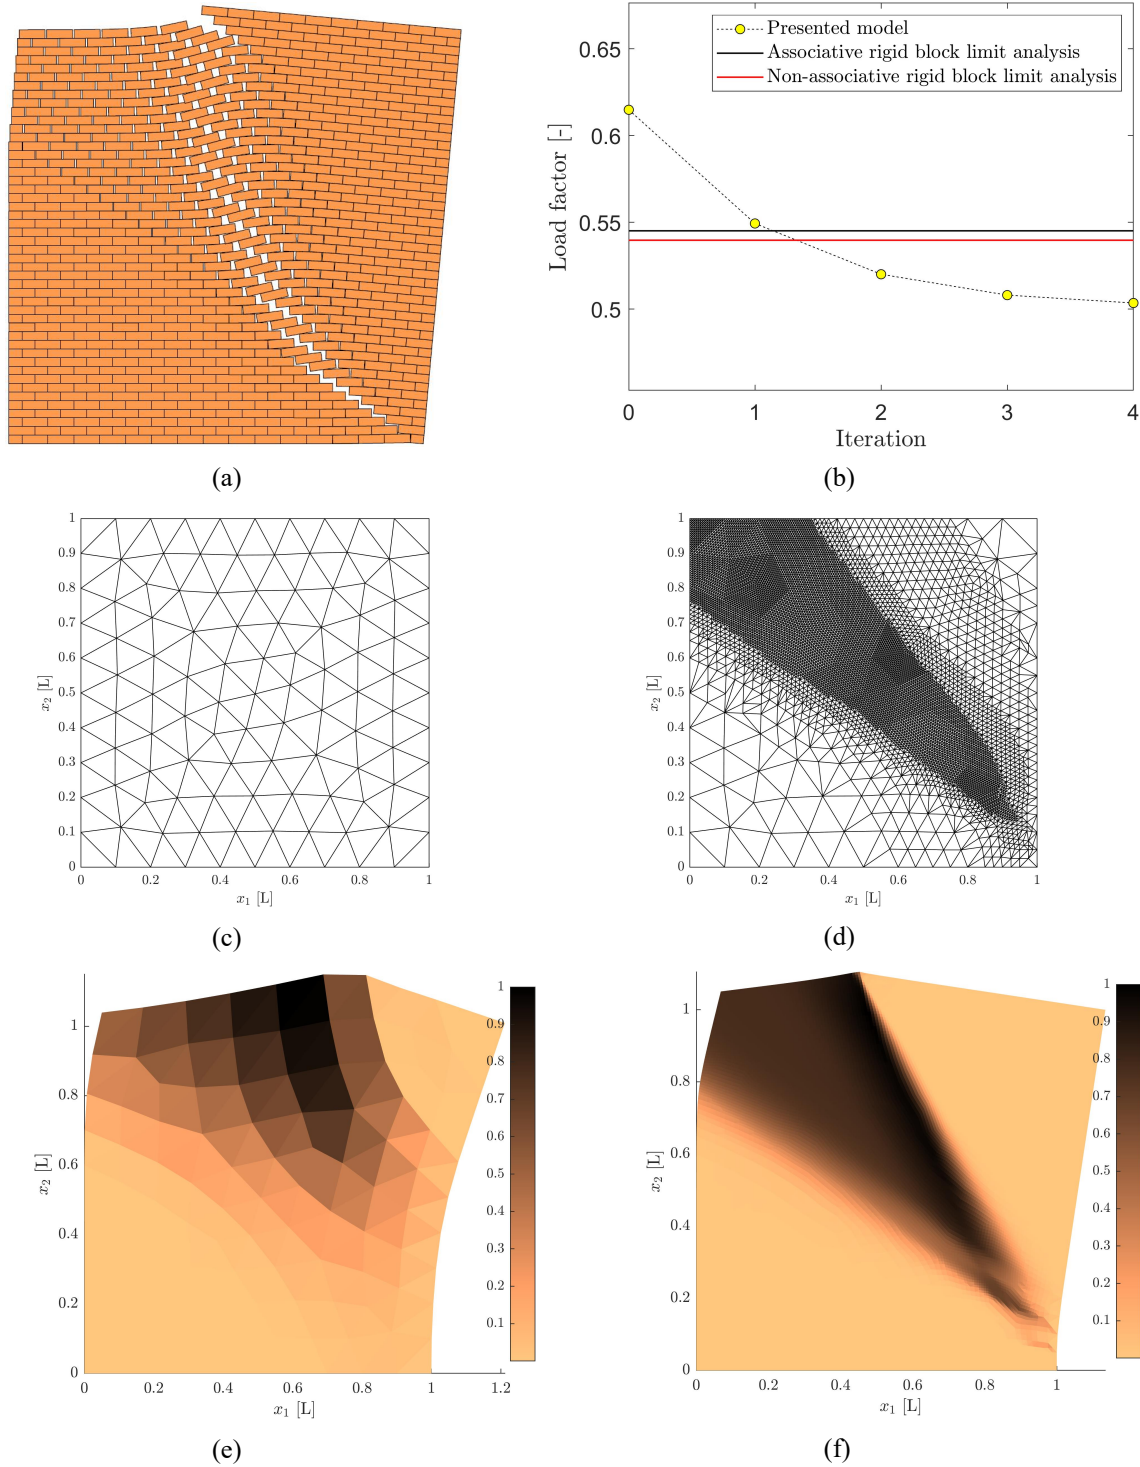 (a)
0.65
0.6
0.55
0.5
Load factor [-]
Presented model
Associative rigid block limit analysis
Non-associative rigid block limit analysis
0 1 2 3 4
Iteration
(b)
1
0.9
0.8
0.7
0.6
0.5
0.4
0.3
0.2
0.1
0
x₂ [L]
0 0.2 0.4 0.6 0.8 1
x₁ [L]
(c)
1
0.9
0.8
0.7
0.6
0.5
0.4
0.3
0.2
0.1
0
x₂ [L]
0 0.2 0.4 0.6 0.8 1
x₁ [L]
(d)
1
0.8
0.6
0.4
0.2
0
x₂ [L]
0 0.2 0.4 0.6 0.8 1 1.2
x₁ [L]
1
0.9
0.8
0.7
0.6
0.5
0.4
0.3
0.2
0.1
(e)
1
0.8
0.6
0.4
0.2
0
x₂ [L]
0 0.2 0.4 0.6 0.8 1
x₁ [L]
1
0.9
0.8
0.7
0.6
0.5
0.4
0.3
0.2
0.1
(f)